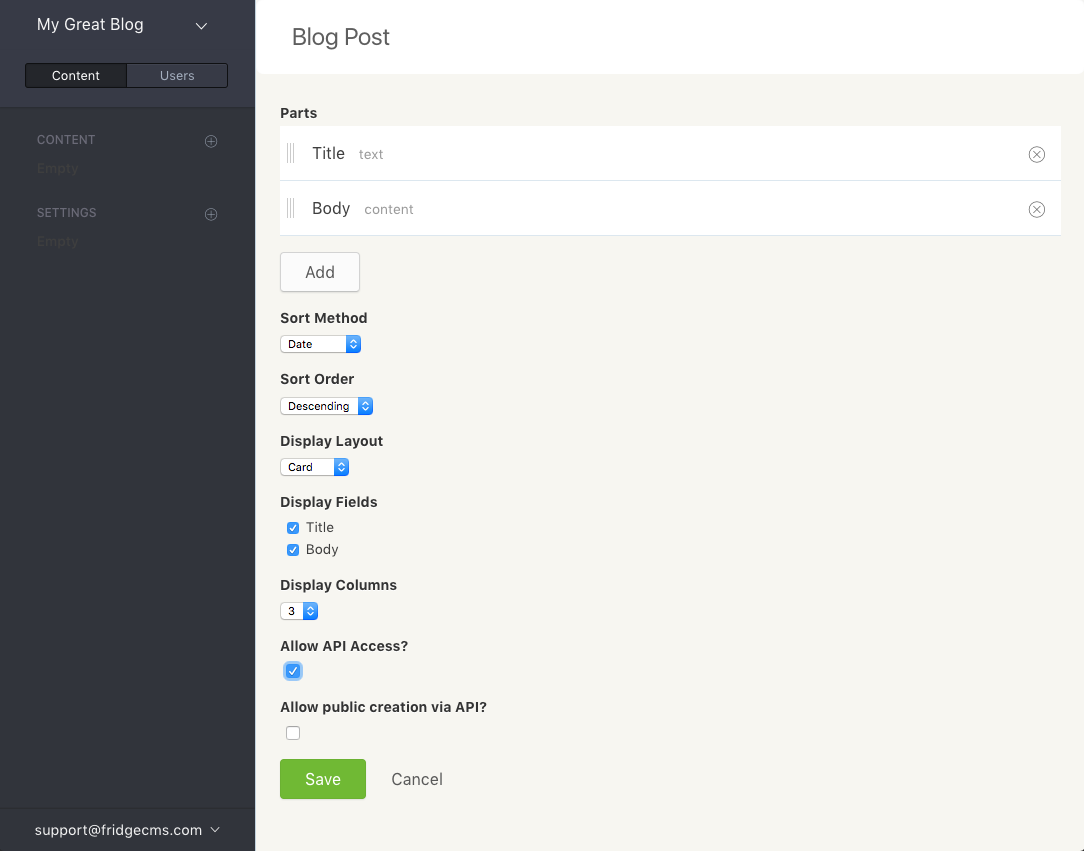 My Great Blog
Content Users
CONTENT
Empty
SETTINGS
Empty
support@fridgecms.com
Blog Post
Parts
Title text
Body content
Add
Sort Method
Date
Sort Order
Descending
Display Layout
Card
Display Fields
Title
Body
Display Columns
3
Allow API Access?
Allow public creation via API?
Save Cancel